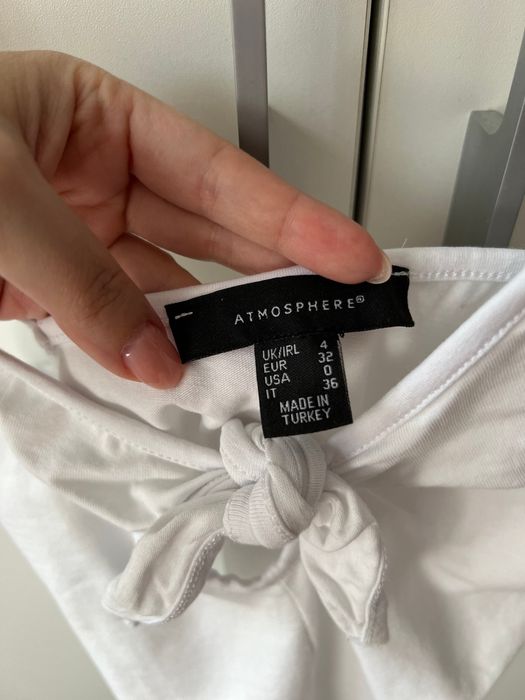 ATMOSPHERE®
UK/IRL 4
EUR 32
USA 0
IT 36
MADE IN
TURKEY